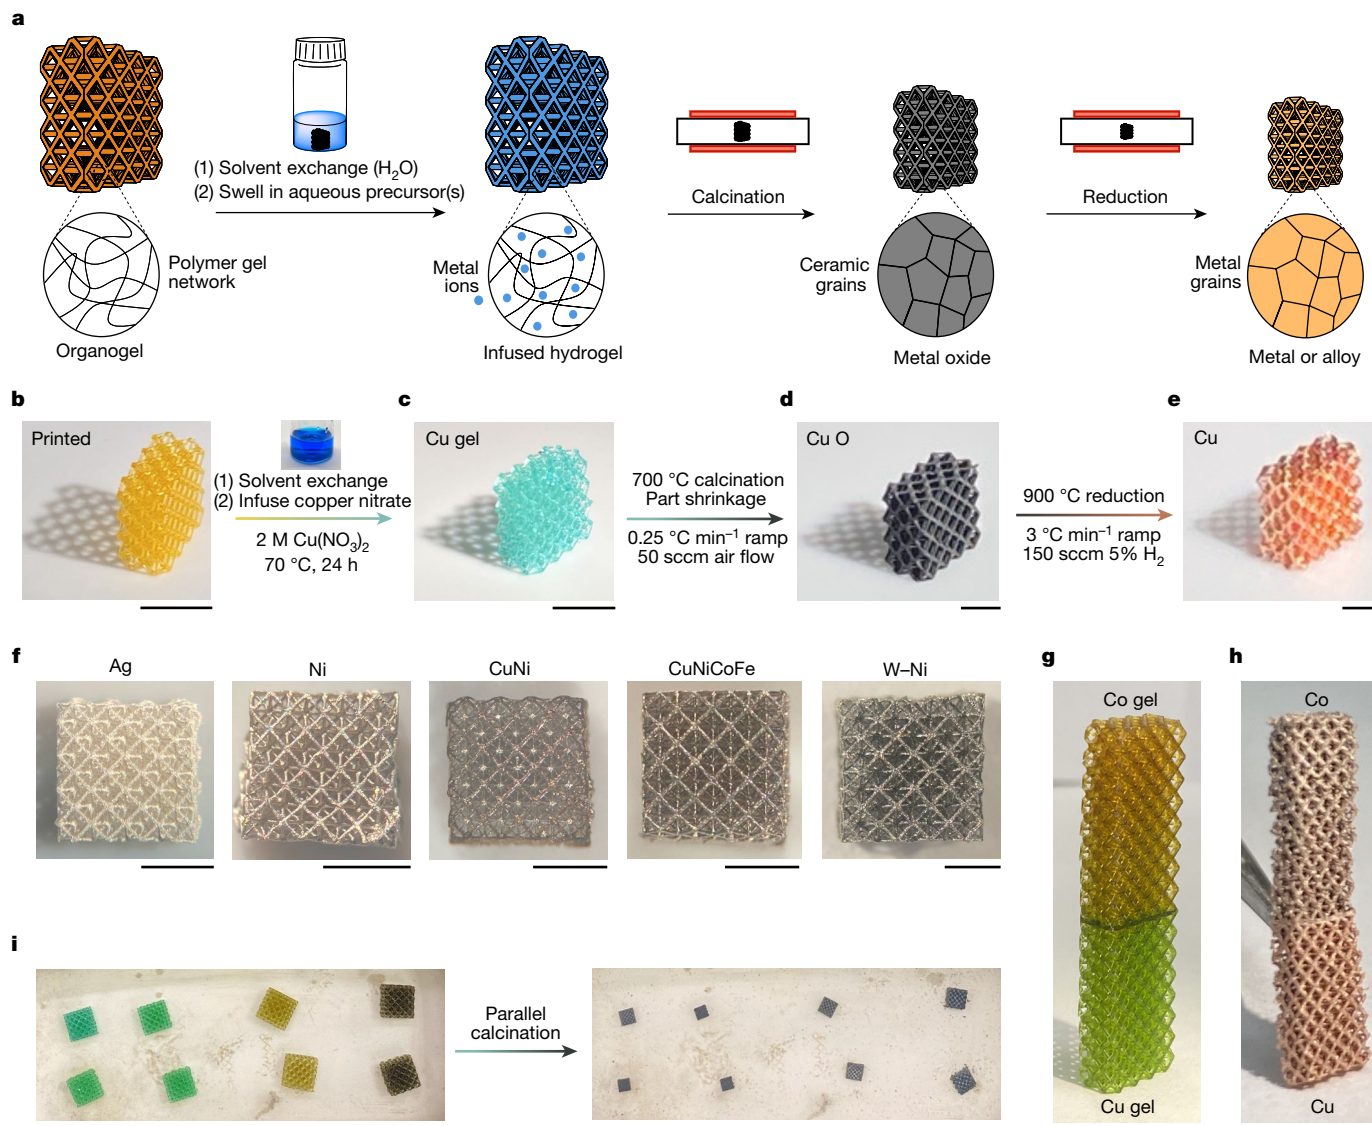 a
(1) Solvent exchange (H₂O)
(2) Swell in aqueous precursor(s)
Calcination
Reduction
Polymer gel
network
Metal
ions
Ceramic
grains
Metal
grains
Organogel
Infused hydrogel
Metal oxide
Metal or alloy
b
Printed
(1) Solvent exchange
(2) Infuse copper nitrate
2 M Cu(NO₃)₂
70 °C, 24 h
c
Cu gel
700 °C calcination
Part shrinkage
0.25 °C min⁻¹ ramp
50 sccm air flow
d
Cu O
900 °C reduction
3 °C min⁻¹ ramp
150 sccm 5% H₂
e
Cu
f
Ag
Ni
CuNi
CuNiCoFe
W–Ni
g
Co gel
Cu gel
h
Co
Cu
i
Parallel
calcination